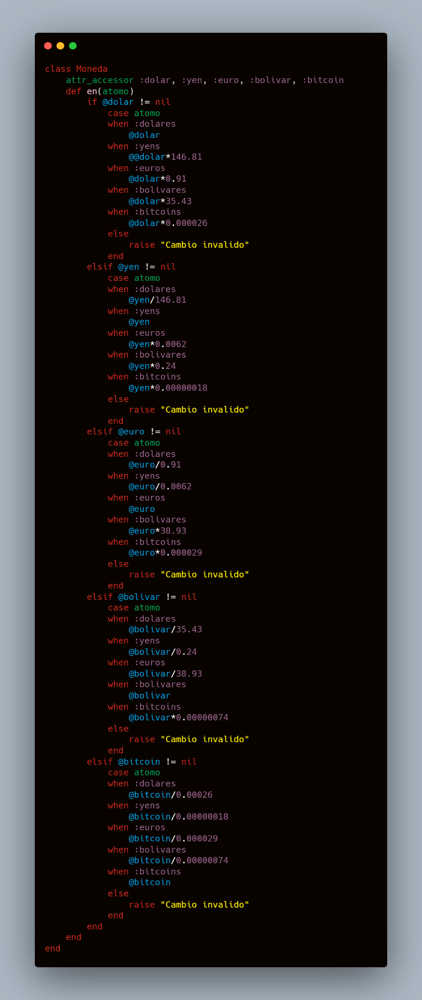 class Moneda
    attr_accessor :dolar, :yen, :euro, :bolivar, :bitcoin
    def en(atomo)
        if @dolar != nil
            case atomo
            when :dolares
                @dolar
            when :yens
                @@dolar*146.81
            when :euros
                @dolar*0.91
            when :bolivares
                @dolar*35.43
            when :bitcoins
                @dolar*0.000026
            else
                raise "Cambio invalido"
            end
        elsif @yen != nil
            case atomo
            when :dolares
                @yen/146.81
            when :yens
                @yen
            when :euros
                @yen*0.0062
            when :bolivares
                @yen*0.24
            when :bitcoins
                @yen*0.00000018
            else
                raise "Cambio invalido"
            end
        elsif @euro != nil
            case atomo
            when :dolares
                @euro/0.91
            when :yens
                @euro/0.0062
            when :euros
                @euro
            when :bolivares
                @euro*38.93
            when :bitcoins
                @euro*0.000029
            else
                raise "Cambio invalido"
            end
        elsif @bolivar != nil
            case atomo
            when :dolares
                @bolivar/35.43
            when :yens
                @bolivar/0.24
            when :euros
                @bolivar/38.93
            when :bolivares
                @bolivar
            when :bitcoins
                @bolivar*0.00000074
            else
                raise "Cambio invalido"
            end
        elsif @bitcoin != nil
            case atomo
            when :dolares
                @bitcoin/0.00026
            when :yens
                @bitcoin/0.00000018
            when :euros
                @bitcoin/0.000029
            when :bolivares
                @bitcoin/0.00000074
            when :bitcoins
                @bitcoin
            else
                raise "Cambio invalido"
            end
        end
    end
end